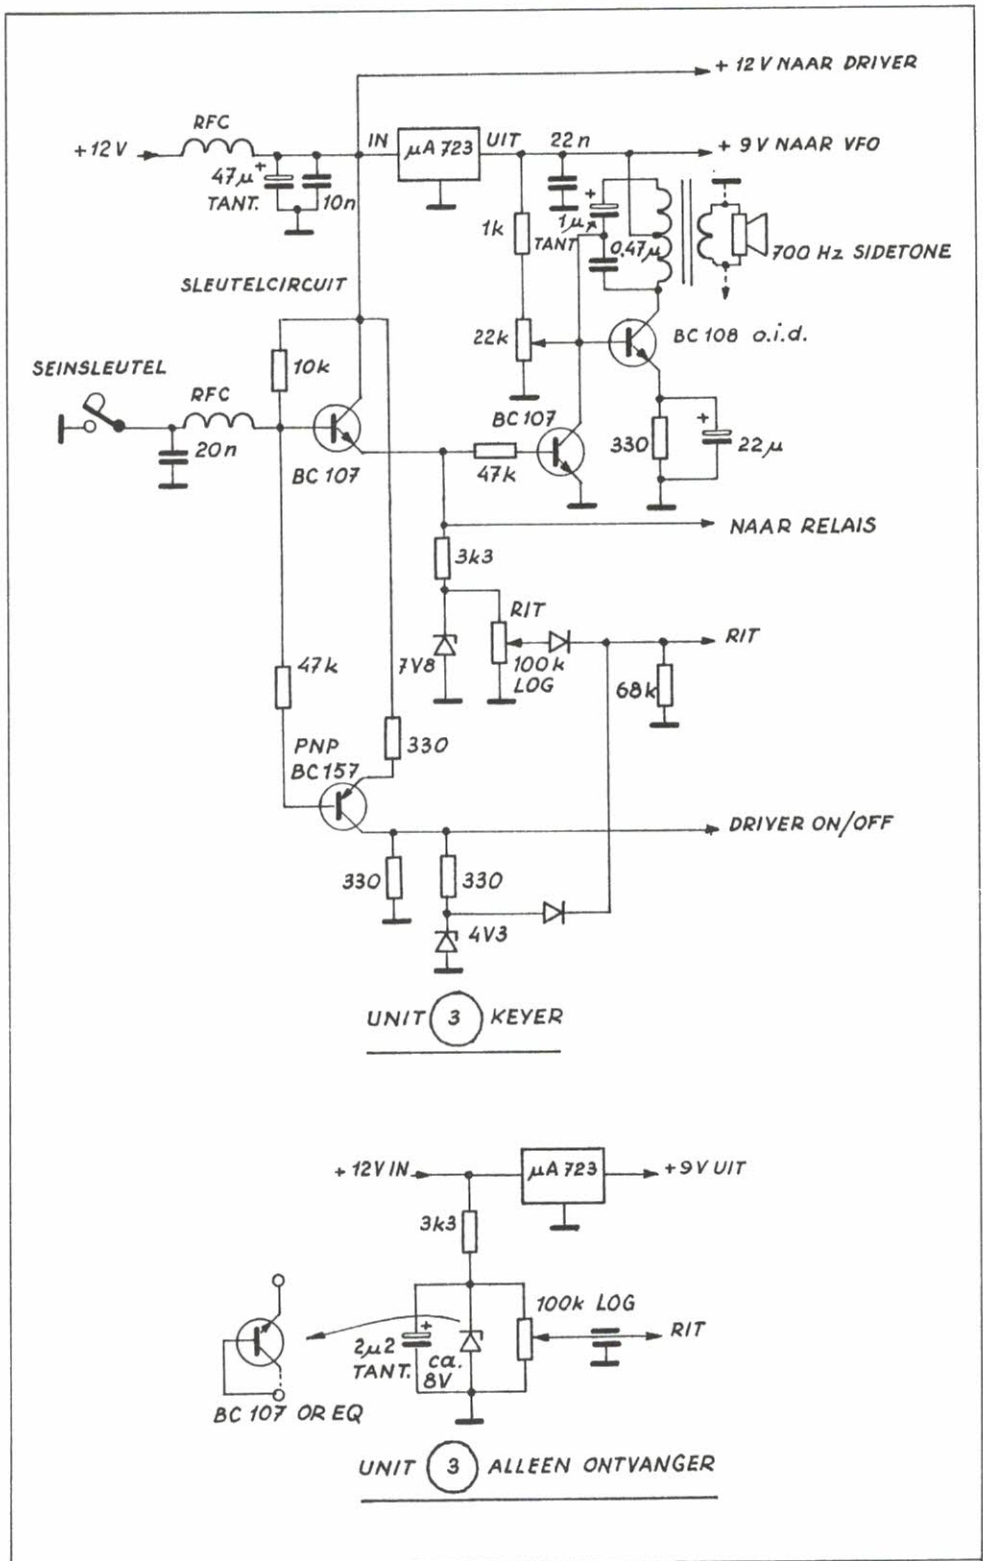 + 12 V NAAR DRIVER
RFC
+12V
IN
µA 723
UIT
22n
+ 9 V NAAR VFO
47µ +
TANT.
10n
1k
+
1µ
TANT
0.47µ
700 Hz SIDETONE
SLEUTELCIRCUIT
22k
BC 108 o.i.d.
SEINSLEUTEL
10k
RFC
BC 107
20n
BC 107
47k
330
+
22µ
NAAR RELAIS
3k3
RIT
RIT
7V8
100k
LOG
47k
68k
PNP
BC 157
330
DRIVER ON/OFF
330
330
4V3
UNIT 3 KEYER
+ 12V IN
µA 723
+ 9 V UIT
3k3
100k LOG
RIT
+
2µ2
TANT.
ca.
8V
BC 107 OR EQ
UNIT 3 ALLEEN ONTVANGER